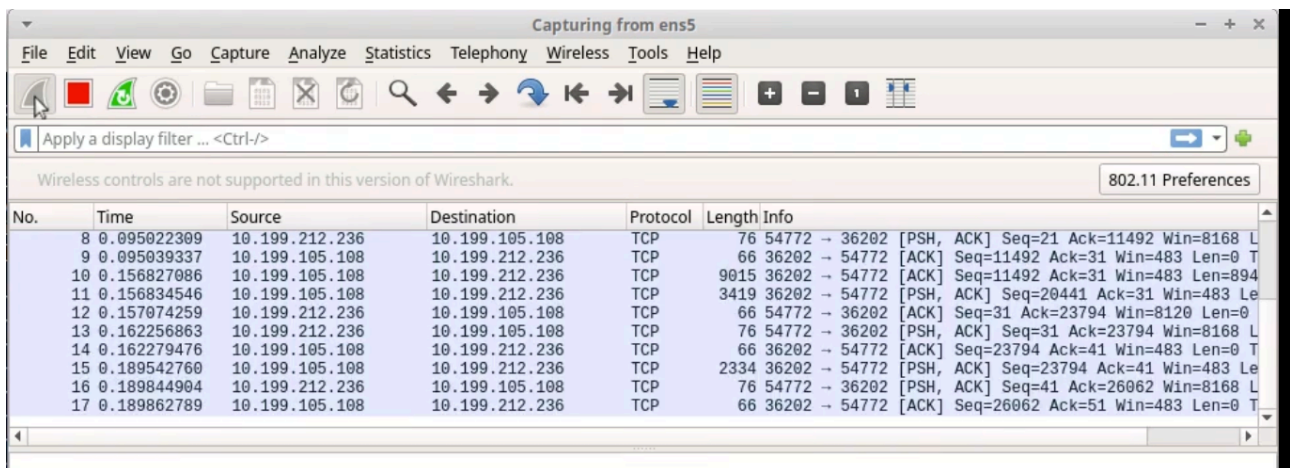 Capturing from ens5
File Edit View Go Capture Analyze Statistics Telephony Wireless Tools Help
Apply a display filter ... <Ctrl-/>
Wireless controls are not supported in this version of Wireshark. 802.11 Preferences
No. Time Source Destination Protocol Length Info
8 0.095022309 10.199.212.236 10.199.105.108 TCP 76 54772 → 36202 [PSH, ACK] Seq=21 Ack=11492 Win=8168 L
9 0.095039337 10.199.105.108 10.199.212.236 TCP 66 36202 → 54772 [ACK] Seq=11492 Ack=31 Win=483 Len=0 T
10 0.156827086 10.199.105.108 10.199.212.236 TCP 9015 36202 → 54772 [ACK] Seq=11492 Ack=31 Win=483 Len=894
11 0.156834546 10.199.105.108 10.199.212.236 TCP 3419 36202 → 54772 [PSH, ACK] Seq=20441 Ack=31 Win=483 Le
12 0.157074259 10.199.212.236 10.199.105.108 TCP 66 54772 → 36202 [ACK] Seq=31 Ack=23794 Win=8120 Len=0
13 0.162256863 10.199.212.236 10.199.105.108 TCP 76 54772 → 36202 [PSH, ACK] Seq=31 Ack=23794 Win=8168 L
14 0.162279476 10.199.105.108 10.199.212.236 TCP 66 36202 → 54772 [ACK] Seq=23794 Ack=41 Win=483 Len=0 T
15 0.189542760 10.199.105.108 10.199.212.236 TCP 2334 36202 → 54772 [PSH, ACK] Seq=23794 Ack=41 Win=483 Le
16 0.189844904 10.199.212.236 10.199.105.108 TCP 76 54772 → 36202 [PSH, ACK] Seq=41 Ack=26062 Win=8168 L
17 0.189862789 10.199.105.108 10.199.212.236 TCP 66 36202 → 54772 [ACK] Seq=26062 Ack=51 Win=483 Len=0 T